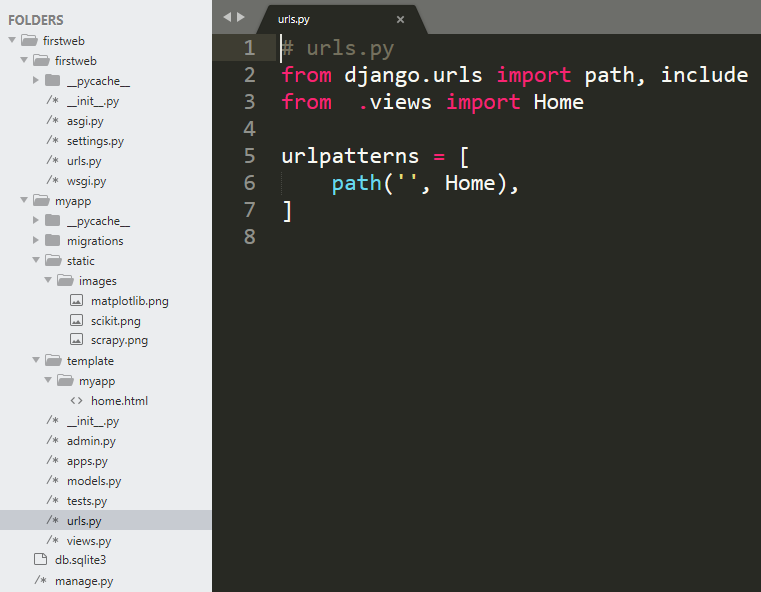 FOLDERS
firstweb
firstweb
__pycache__
/* __init__.py
/* asgi.py
/* settings.py
/* urls.py
/* wsgi.py
myapp
__pycache__
migrations
static
images
matplotlib.png
scikit.png
scrapy.png
template
myapp
<> home.html
/* __init__.py
/* admin.py
/* apps.py
/* models.py
/* tests.py
/* urls.py
/* views.py
db.sqlite3
/* manage.py
urls.py ×
1 # urls.py
2 from django.urls import path, include
3 from  .views import Home
4
5 urlpatterns = [
6     path('', Home),
7 ]
8